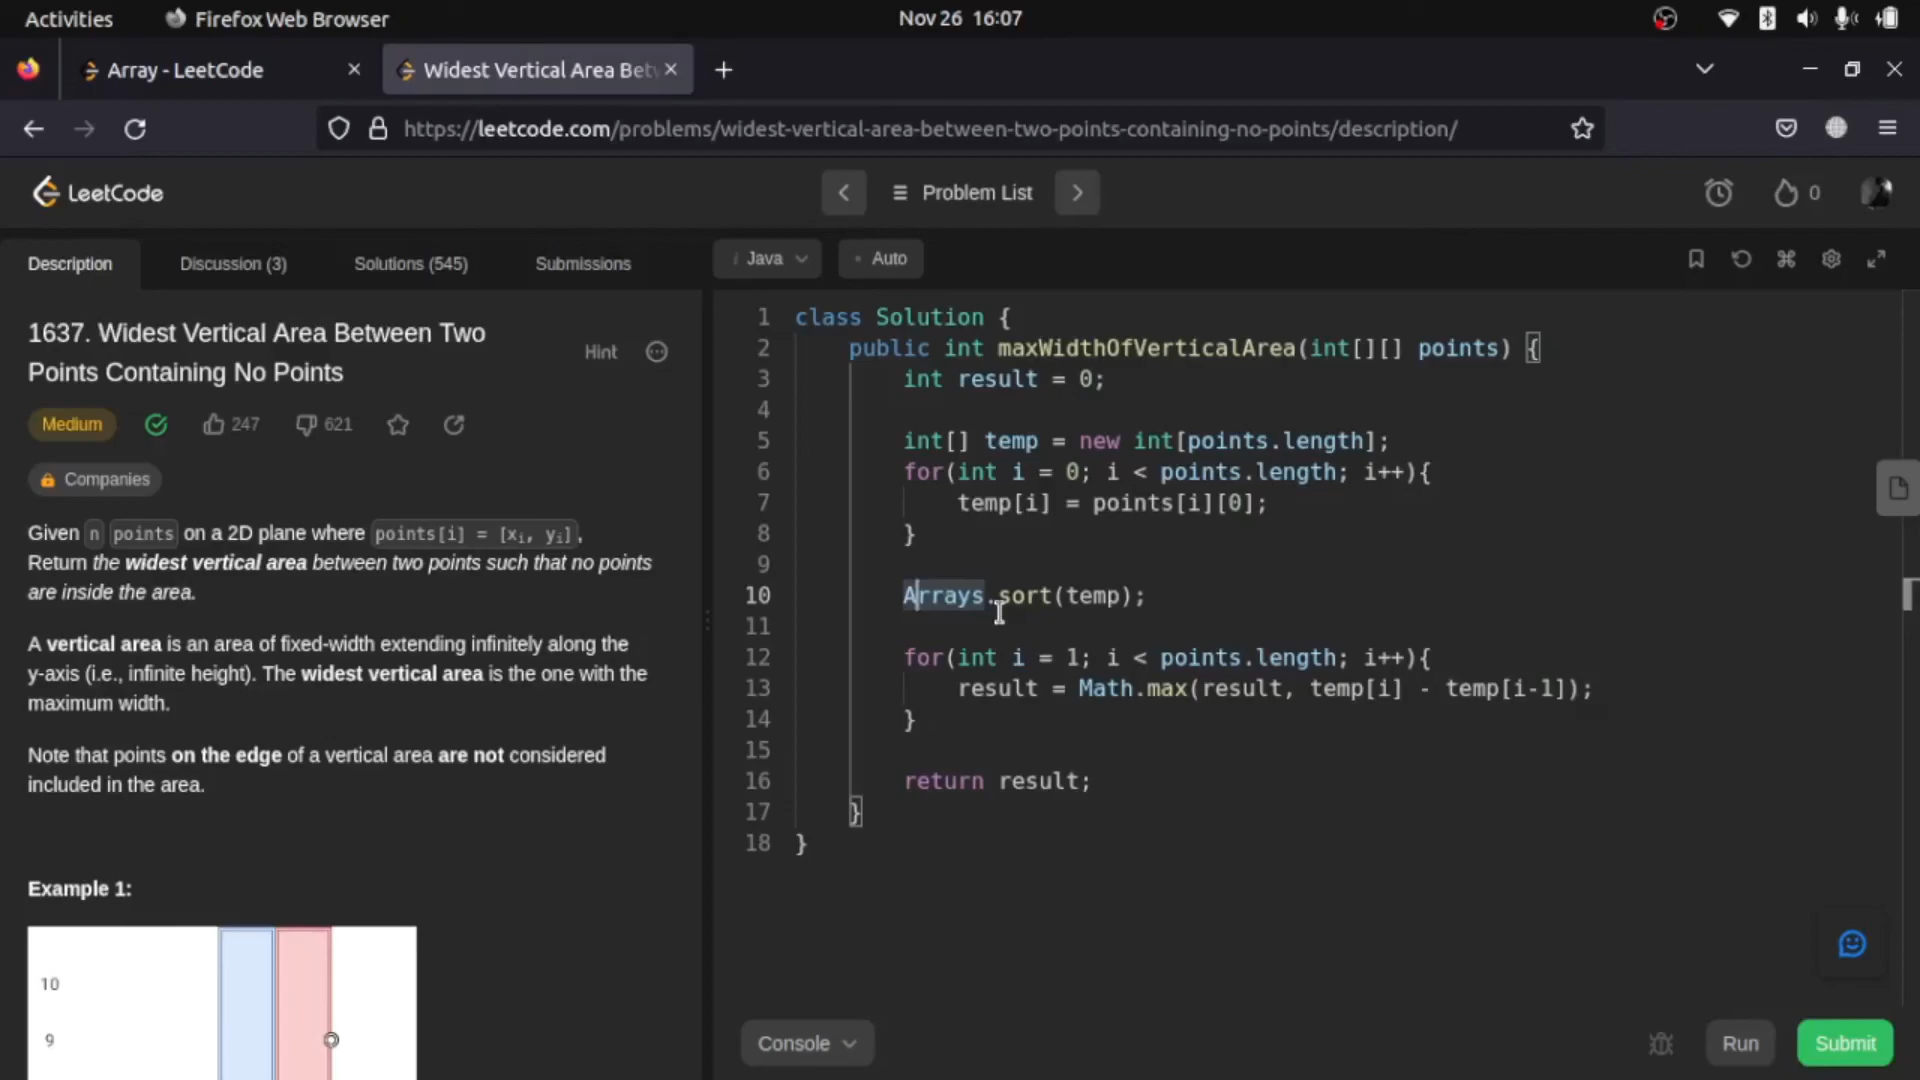 Activities
Firefox Web Browser
Nov 26 16:07
Array - LeetCode
Widest Vertical Area Betw
https://leetcode.com/problems/widest-vertical-area-between-two-points-containing-no-points/description/
LeetCode
Problem List
0
Description
Discussion (3)
Solutions (545)
Submissions
i Java
Auto
1637. Widest Vertical Area Between Two
Points Containing No Points
Hint
Medium
247
621
Companies
Given n points on a 2D plane where points[i] = [xi, yi],
Return the widest vertical area between two points such that no points
are inside the area.
A vertical area is an area of fixed-width extending infinitely along the
y-axis (i.e., infinite height). The widest vertical area is the one with the
maximum width.
Note that points on the edge of a vertical area are not considered
included in the area.
Example 1:
10
9
1 class Solution {
2 public int maxWidthOfVerticalArea(int[][] points) {
3 int result = 0;
4
5 int[] temp = new int[points.length];
6 for(int i = 0; i < points.length; i++){
7 temp[i] = points[i][0];
8 }
9
10 Arrays.sort(temp);
11
12 for(int i = 1; i < points.length; i++){
13 result = Math.max(result, temp[i] - temp[i-1]);
14 }
15
16 return result;
17 }
18 }
Console
Run
Submit